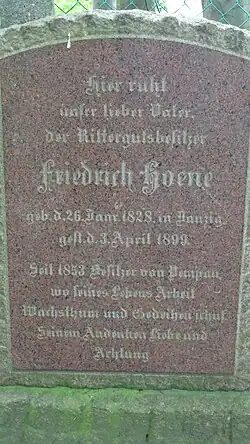 Hier ruht
unser lieber Vater,
der Rittergutsbesitzer
Friedrich Hoene
geb. d. 26. Jan. 1828. in Danzig
gest. d. 3. April 1899.
Seit 1853 Besitzer von Pempau,
wo seines Lebens Arbeit
Wachsthum und Gedeihen schuf.
Seinem Andenken Liebe und
Achtung